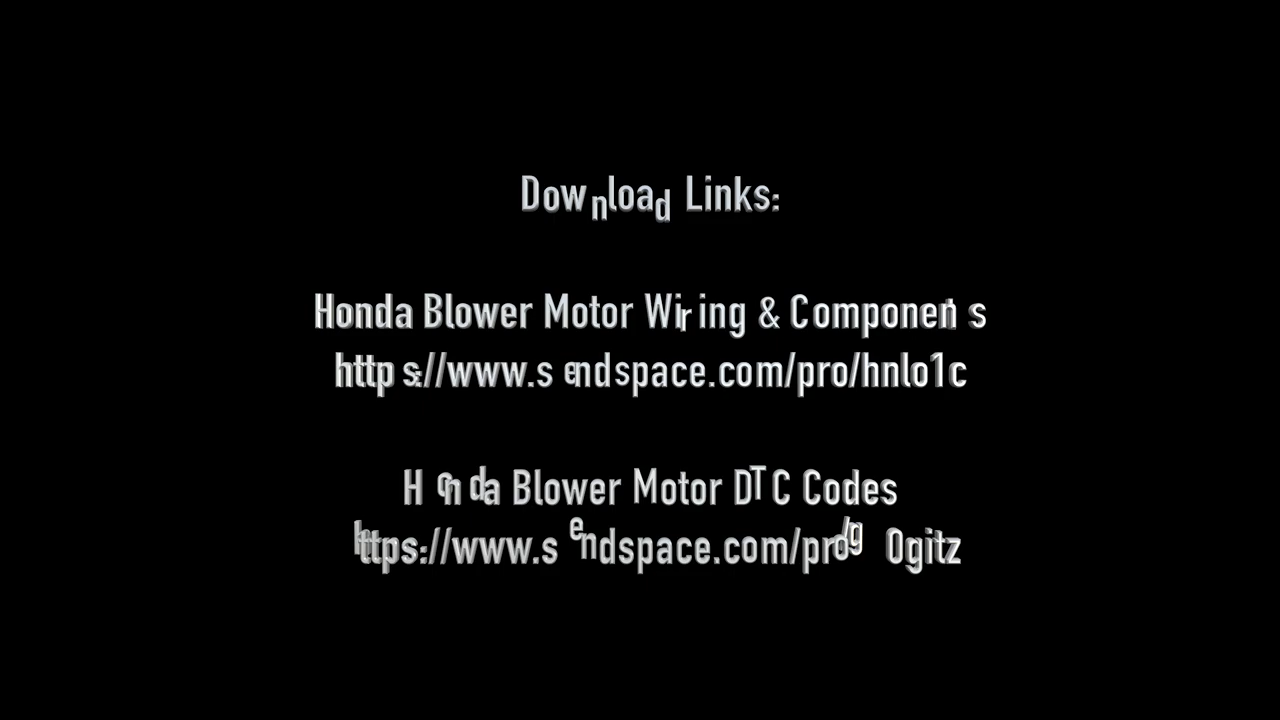 Download Links:
Honda Blower Motor Wiring & Components
https://www.sendspace.com/pro/hnlo1c
Honda Blower Motor DTC Codes
https://www.sendspace.com/pro/g0gitz